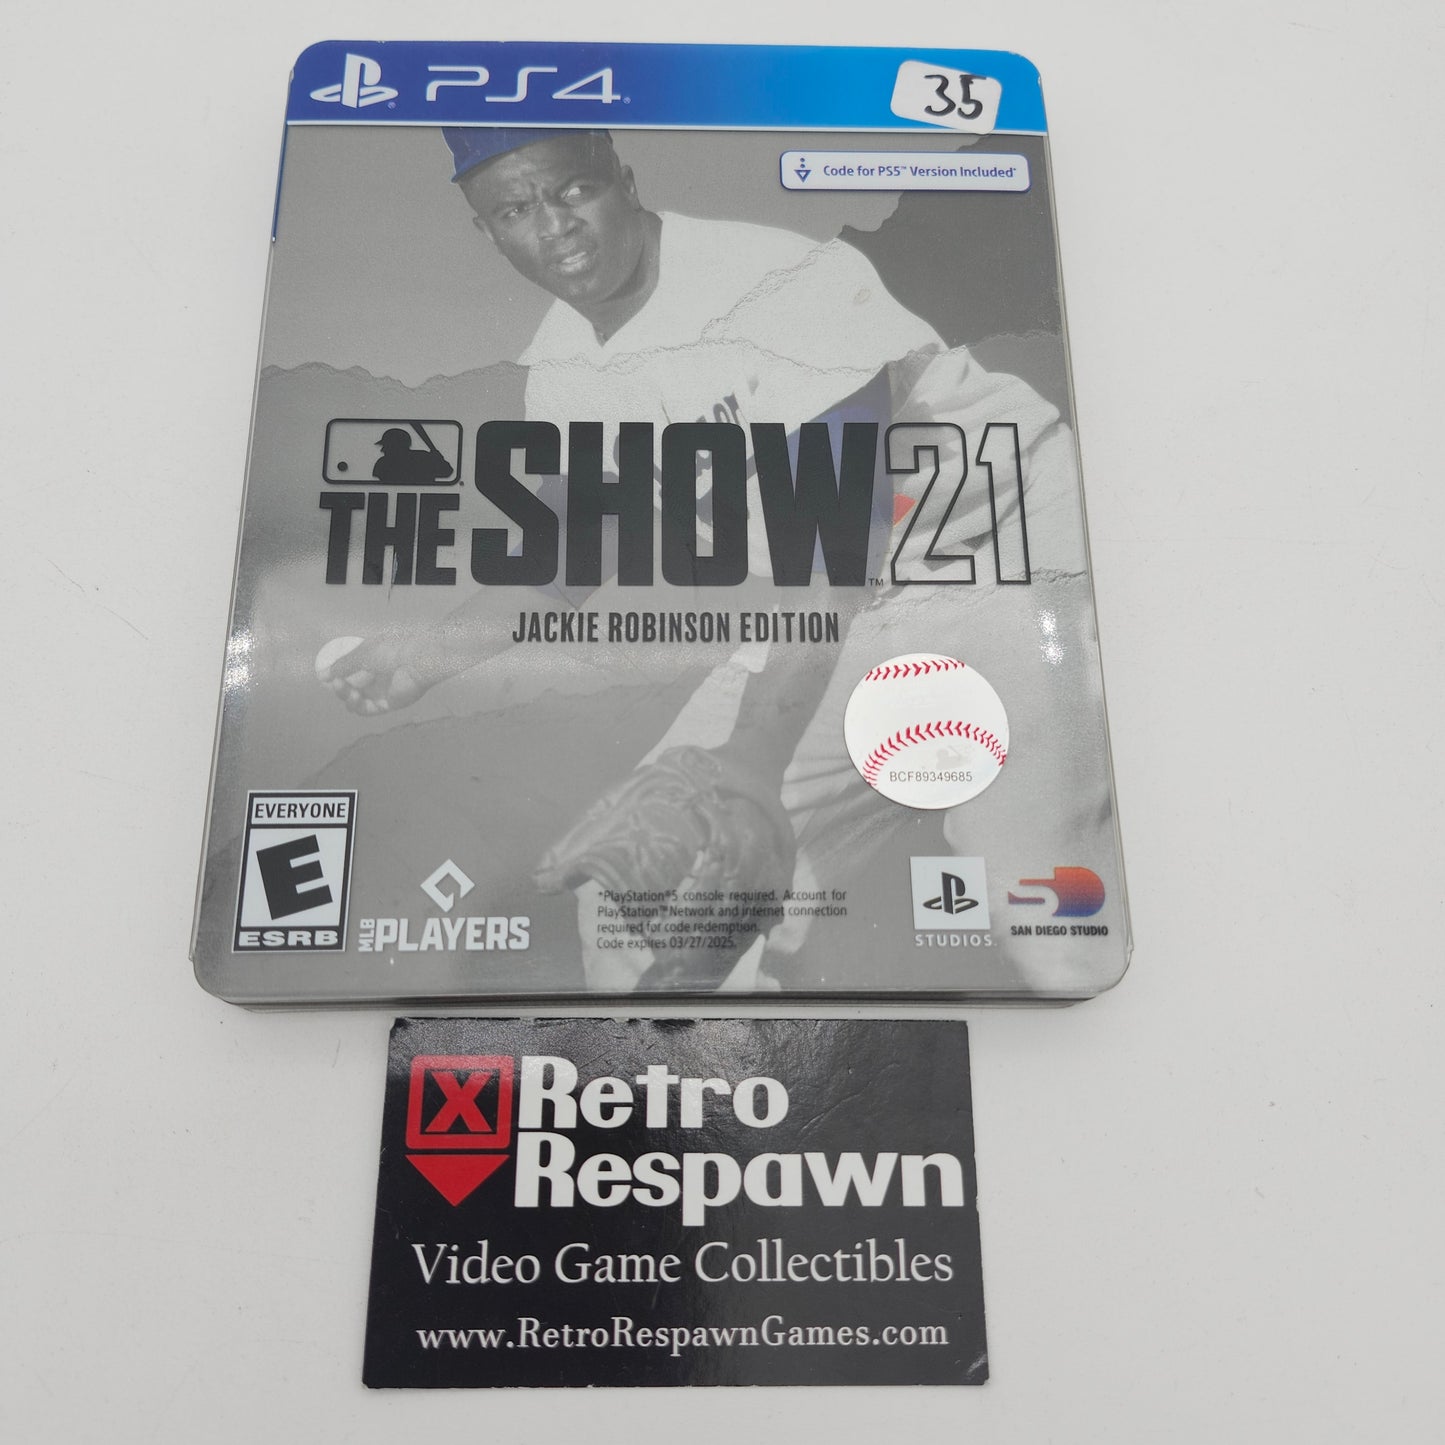 PS4®
35
Code for PS5™ Version Included*
THE SHOW 21™
JACKIE ROBINSON EDITION
BCF89349685
EVERYONE
E
ESRB
MLB PLAYERS
*PlayStation®5 console required. Account for
PlayStation™Network and internet connection
required for code redemption.
Code expires 03/27/2025.
STUDIOS
SAN DIEGO STUDIO
X Retro
Respawn
Video Game Collectibles
www.RetroRespawnGames.com